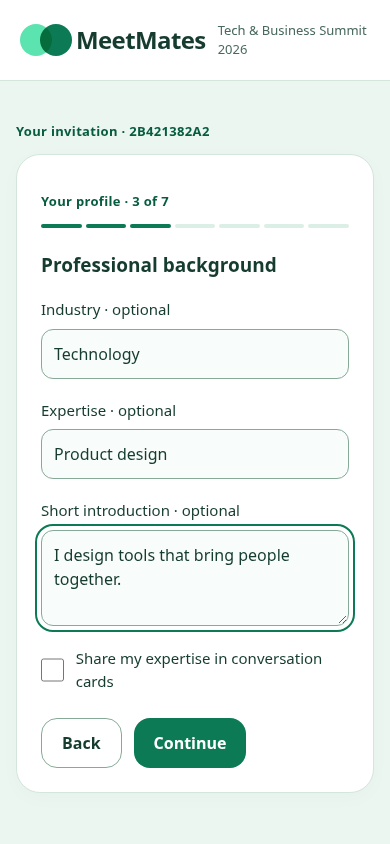 MeetMates
Tech & Business Summit
2026
Your invitation · 2B421382A2
Your profile · 3 of 7
Professional background
Industry · optional
Technology
Expertise · optional
Product design
Short introduction · optional
I design tools that bring people
together.
Share my expertise in conversation
cards
Back
Continue